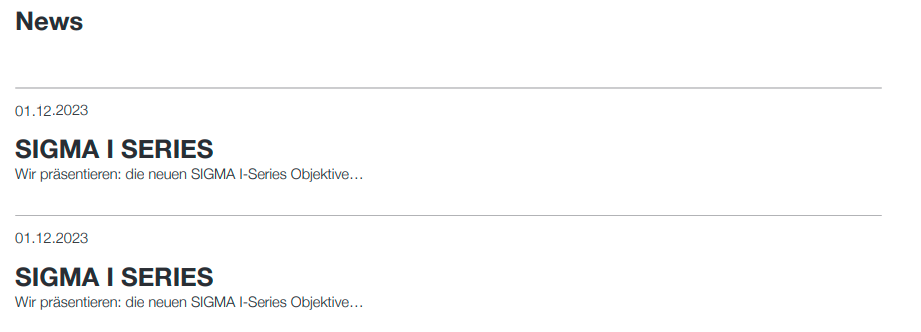 News
01.12.2023
SIGMA I SERIES
Wir präsentieren: die neuen SIGMA I-Series Objektive…
01.12.2023
SIGMA I SERIES
Wir präsentieren: die neuen SIGMA I-Series Objektive…